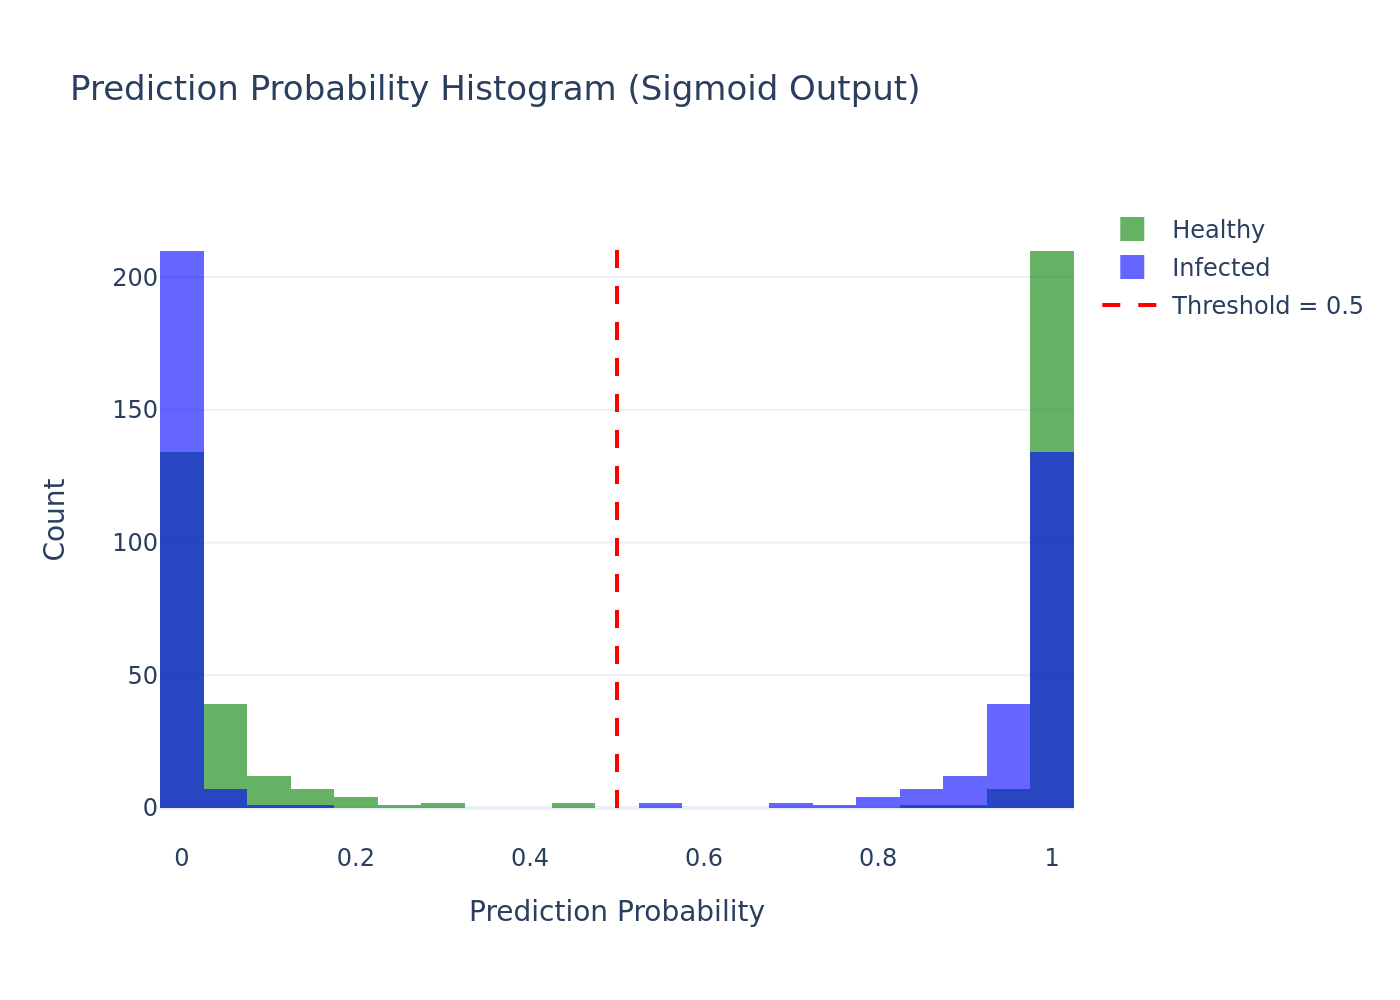 Prediction Probability Histogram (Sigmoid Output)
Healthy
Infected
Threshold = 0.5
200
150
100
50
0
Count
0 0.2 0.4 0.6 0.8 1
Prediction Probability